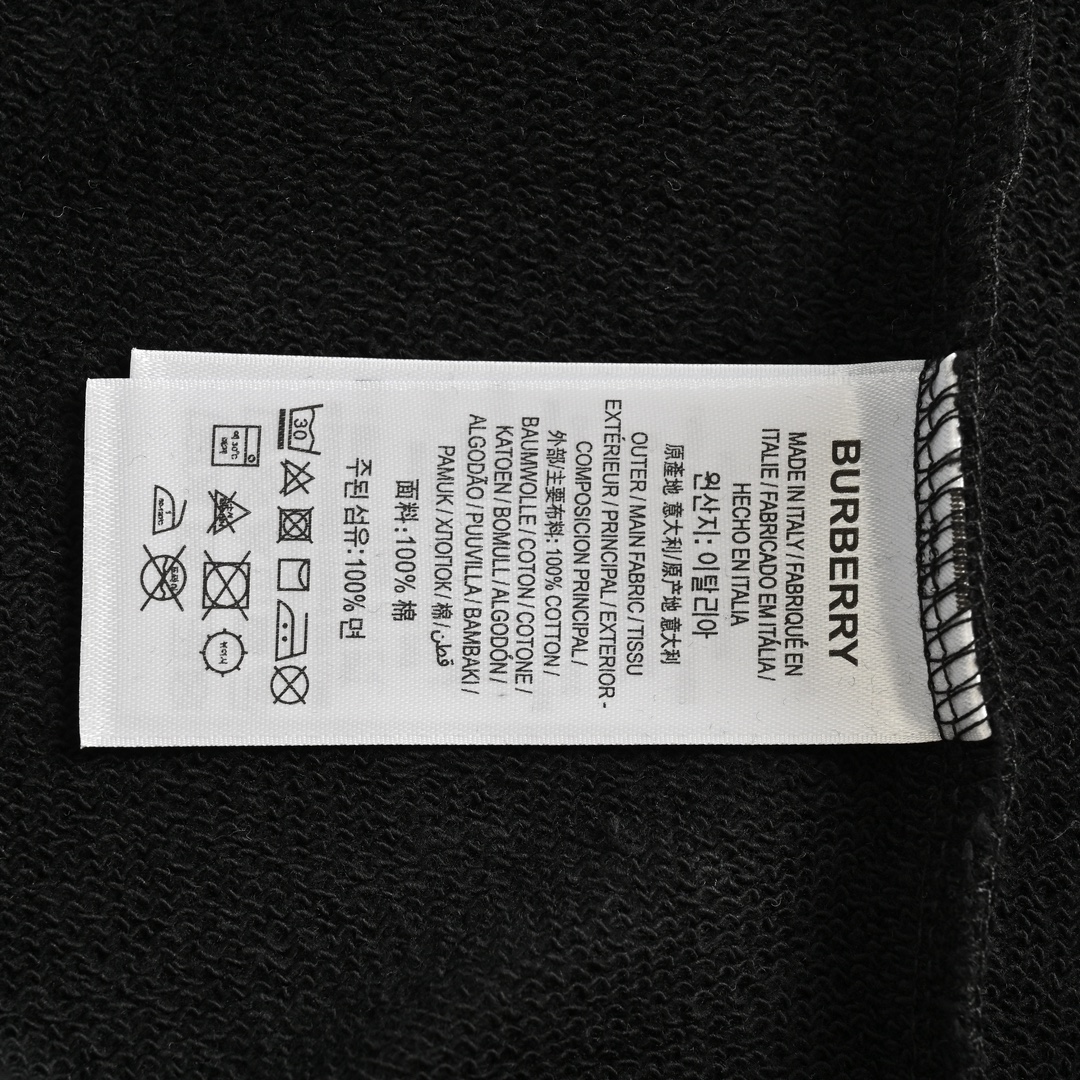 BURBERRY
MADE IN ITALY / FABRIQUÉ EN
ITALIE / FABRICADO EM ITÁLIA /
HECHO EN ITALIA
원산지: 이탈리아
原產地 意大利/原产地 意大利
OUTER / MAIN FABRIC / TISSU
EXTÉRIEUR / PRINCIPAL / EXTERIOR -
COMPOSICION PRINCIPAL /
外部/主要布料: 100% COTTON /
BAUMWOLLE / COTON / COTONE /
KATOEN / BOMULL / ALGODÓN /
ALGODÃO / PUUVILLA / BAMBAKI /
PAMUK / ХЛОПОК / 棉 / قطن
面料:100% 棉
주된 섬유:100% 면
30